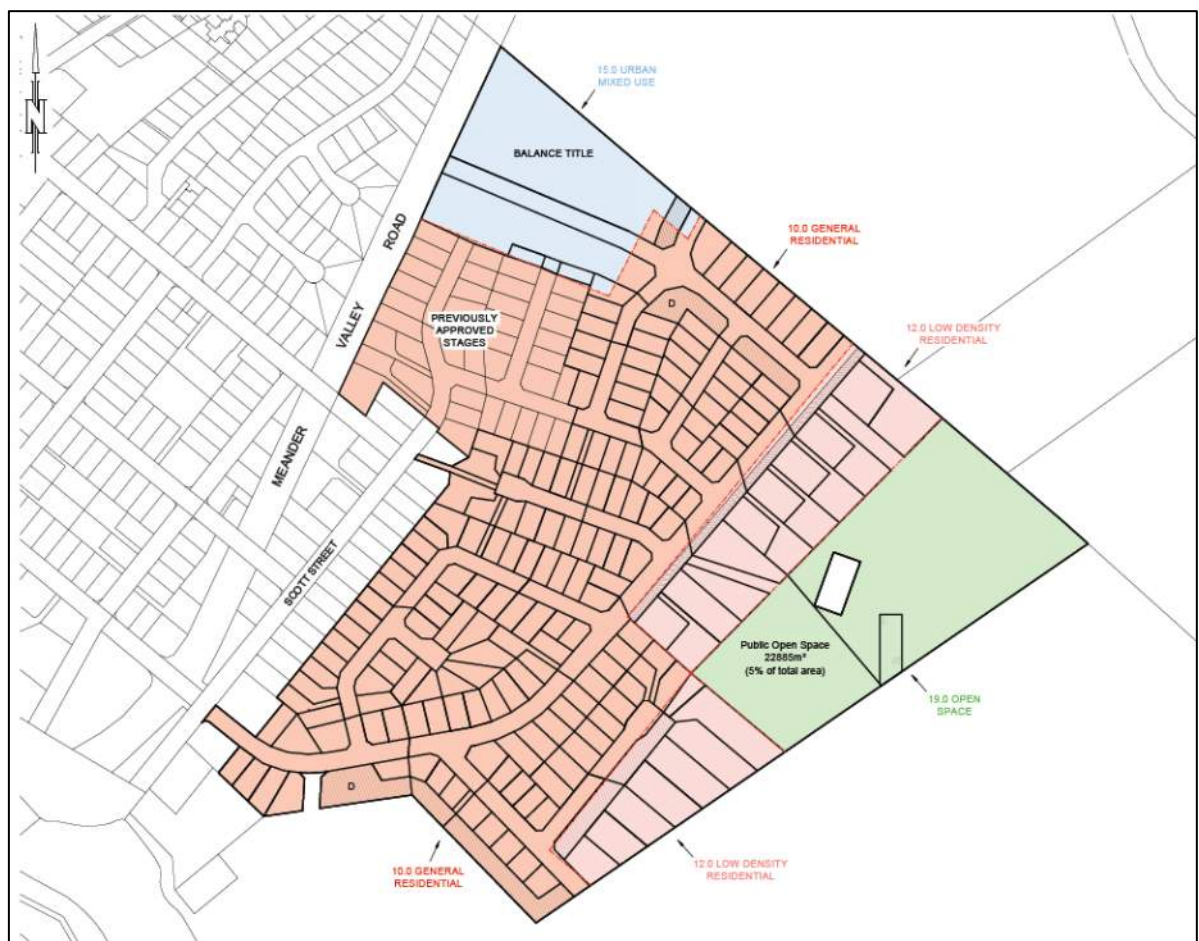 N
15.0 URBAN
MIXED USE
BALANCE TITLE
ROAD
10.0 GENERAL
RESIDENTIAL
D
VALLEY
PREVIOUSLY
APPROVED
STAGES
12.0 LOW DENSITY
RESIDENTIAL
MEANDER
SCOTT STREET
Public Open Space
22885m²
(5% of total area)
19.0 OPEN
SPACE
D
10.0 GENERAL
RESIDENTIAL
12.0 LOW DENSITY
RESIDENTIAL